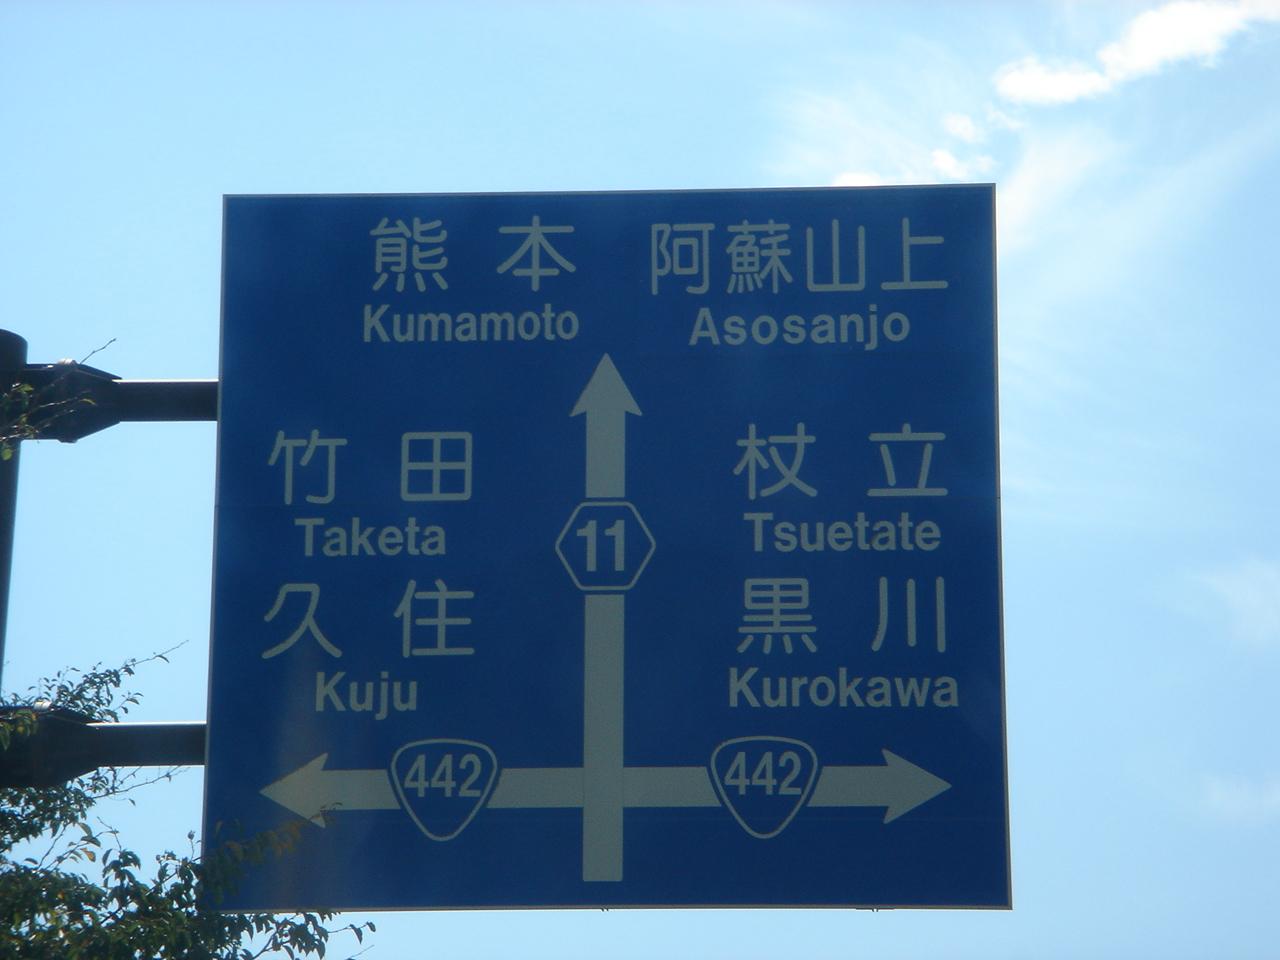 熊本 阿蘇山上
Kumamoto Asosanjo
竹田 杖立
Taketa Tsuetate
11
久住 黒川
Kuju Kurokawa
442 442